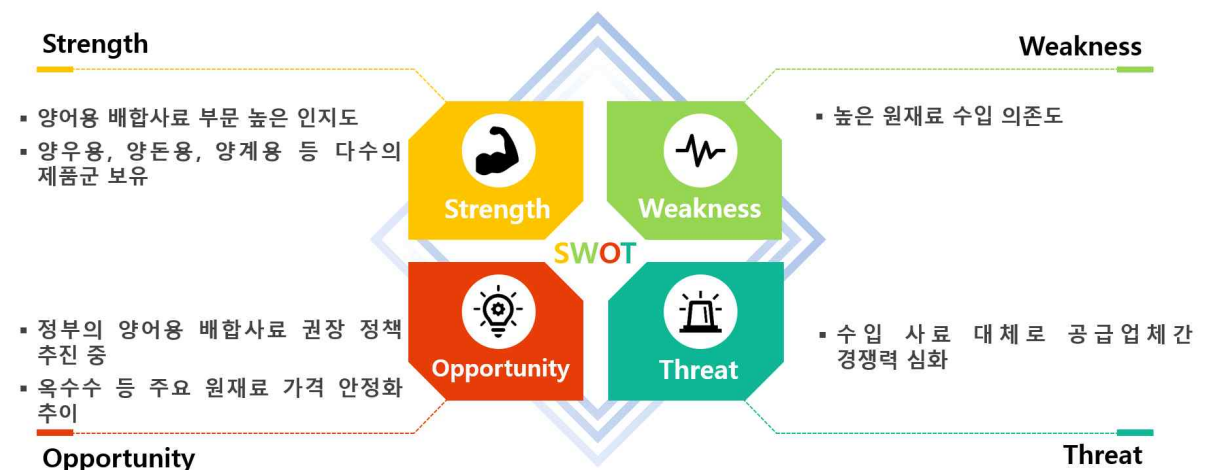 Strength
▪ 양어용 배합사료 부문 높은 인지도
▪ 양우용, 양돈용, 양계용 등 다수의
제품군 보유
Weakness
▪ 높은 원재료 수입 의존도
Strength
Weakness
SWOT
Opportunity
Threat
▪ 정부의 양어용 배합사료 권장 정책
추진 중
▪ 옥수수 등 주요 원재료 가격 안정화
추이
Opportunity
▪ 수입 사료 대체로 공급업체간
경쟁력 심화
Threat